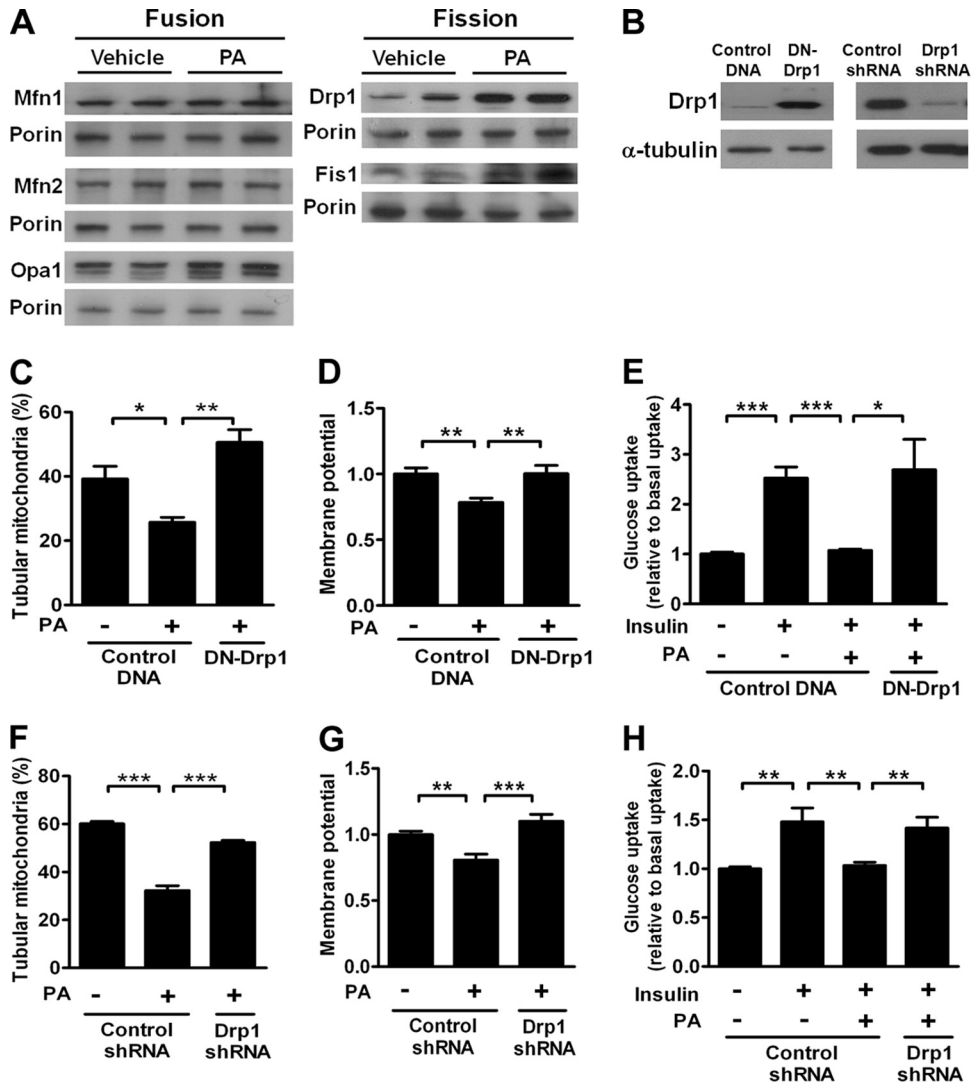 A
Fusion
Vehicle PA
Mfn1
Porin
Mfn2
Porin
Opa1
Porin
Fission
Vehicle PA
Drp1
Porin
Fis1
Porin
B
Control DNA
DN-Drp1
Control shRNA
Drp1 shRNA
Drp1
α-tubulin
C
Tubular mitochondria (%)
60
40
20
0
* **
PA - + +
Control DNA
DN-Drp1
D
Membrane potential
1.5
1.0
0.5
0.0
** **
PA - + +
Control DNA
DN-Drp1
E
Glucose uptake
(relative to basal uptake)
4
3
2
1
0
*** *** *
Insulin - + + +
PA - - + +
Control DNA DN-Drp1
F
Tubular mitochondria (%)
80
60
40
20
0
*** ***
PA - + +
Control shRNA
Drp1 shRNA
G
Membrane potential
1.5
1.0
0.5
0.0
** ***
PA - + +
Control shRNA
Drp1 shRNA
H
Glucose uptake
(relative to basal uptake)
2.0
1.5
1.0
0.5
0.0
** ** **
Insulin - + + +
PA - - + +
Control shRNA
Drp1 shRNA